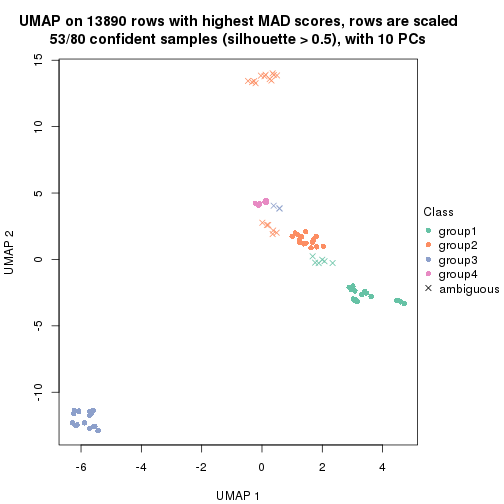 UMAP on 13890 rows with highest MAD scores, rows are scaled
53/80 confident samples (silhouette > 0.5), with 10 PCs
15
10
5
0
-5
-10
UMAP 2
-6
-4
-2
0
2
4
UMAP 1
Class
group1
group2
group3
group4
ambiguous